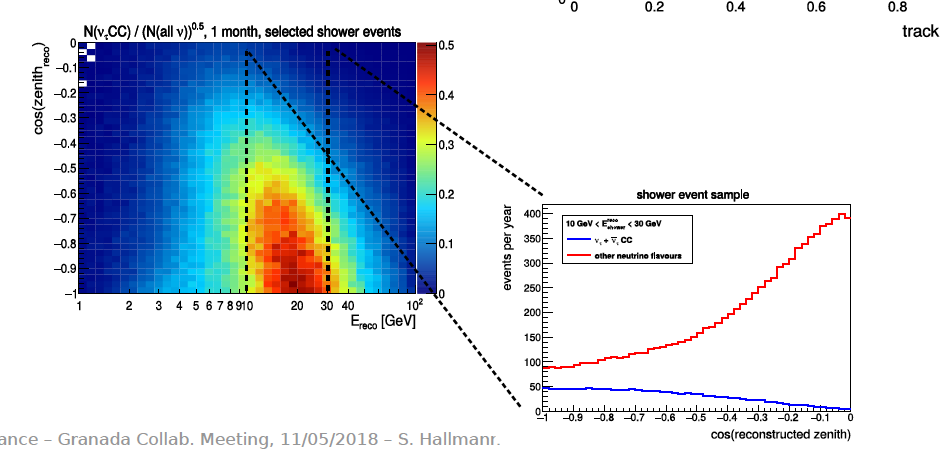 0 0 0.2 0.4 0.6 0.8
track
N(ντCC) / (N(all ν))^0.5, 1 month, selected shower events
cos(zenith_reco)
0 −0.1 −0.2 −0.3 −0.4 −0.5 −0.6 −0.7 −0.8 −0.9 −1
0.5 0.4 0.3 0.2 0.1 0
1 2 3 4 5 6 7 8 9 10 20 30 40 10²
E_reco [GeV]
shower event sample
events per year
400 350 300 250 200 150 100 50 0
10 GeV < E^reco_shower < 30 GeV
ντ + ν̄τ CC
other neutrino flavours
−1 −0.9 −0.8 −0.7 −0.6 −0.5 −0.4 −0.3 −0.2 −0.1 0
cos(reconstructed zenith)
ance – Granada Collab. Meeting, 11/05/2018 – S. Hallmann.